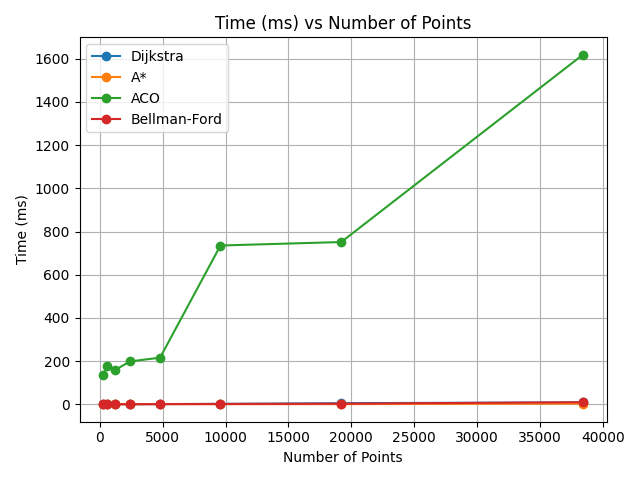 Time (ms) vs Number of Points
Dijkstra
A*
ACO
Bellman-Ford
Time (ms)
1600
1400
1200
1000
800
600
400
200
0
0 5000 10000 15000 20000 25000 30000 35000 40000
Number of Points